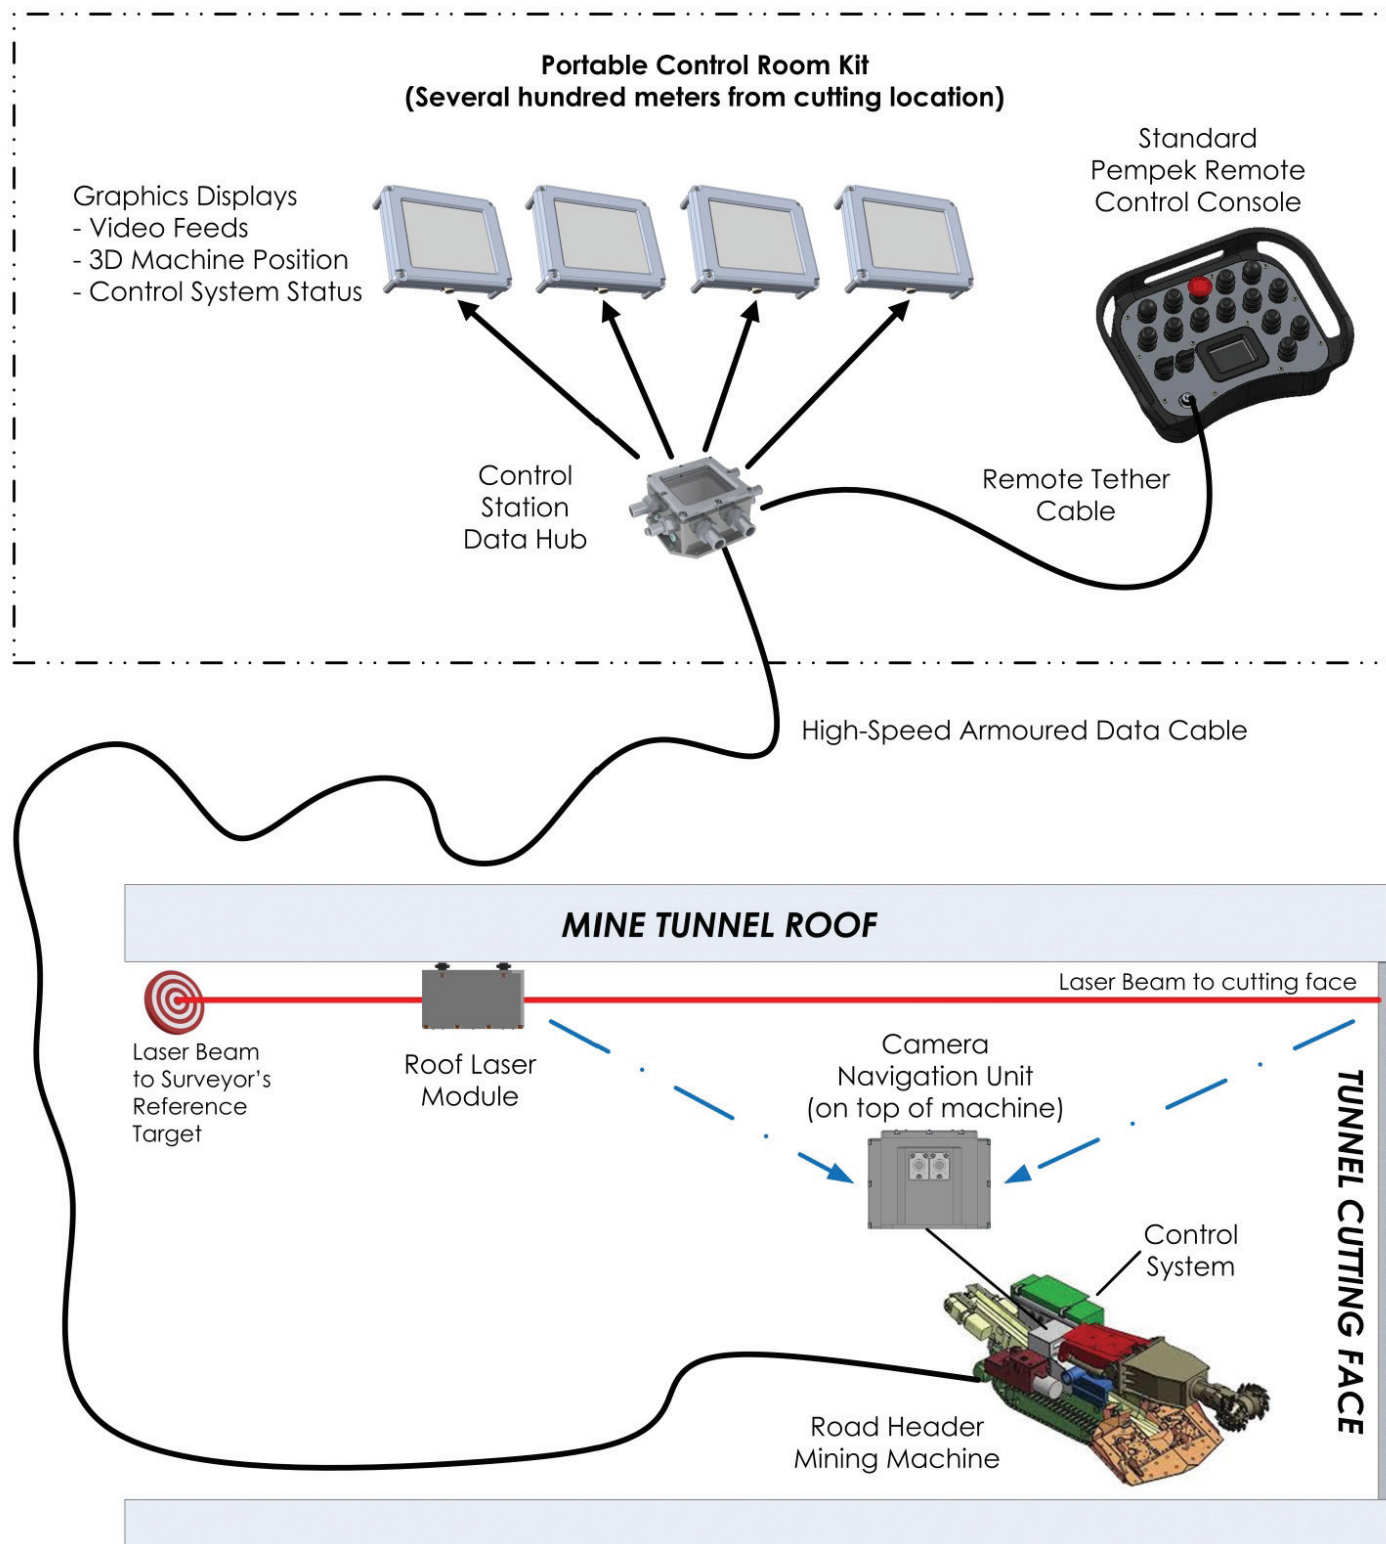 Portable Control Room Kit
(Several hundred meters from cutting location)
Standard
Pempek Remote
Control Console
Graphics Displays
- Video Feeds
- 3D Machine Position
- Control System Status
Control
Station
Data Hub
Remote Tether
Cable
High-Speed Armoured Data Cable
MINE TUNNEL ROOF
Laser Beam to cutting face
Laser Beam
to Surveyor's
Reference
Target
Roof Laser
Module
Camera
Navigation Unit
(on top of machine)
TUNNEL CUTTING FACE
Control
System
Road Header
Mining Machine